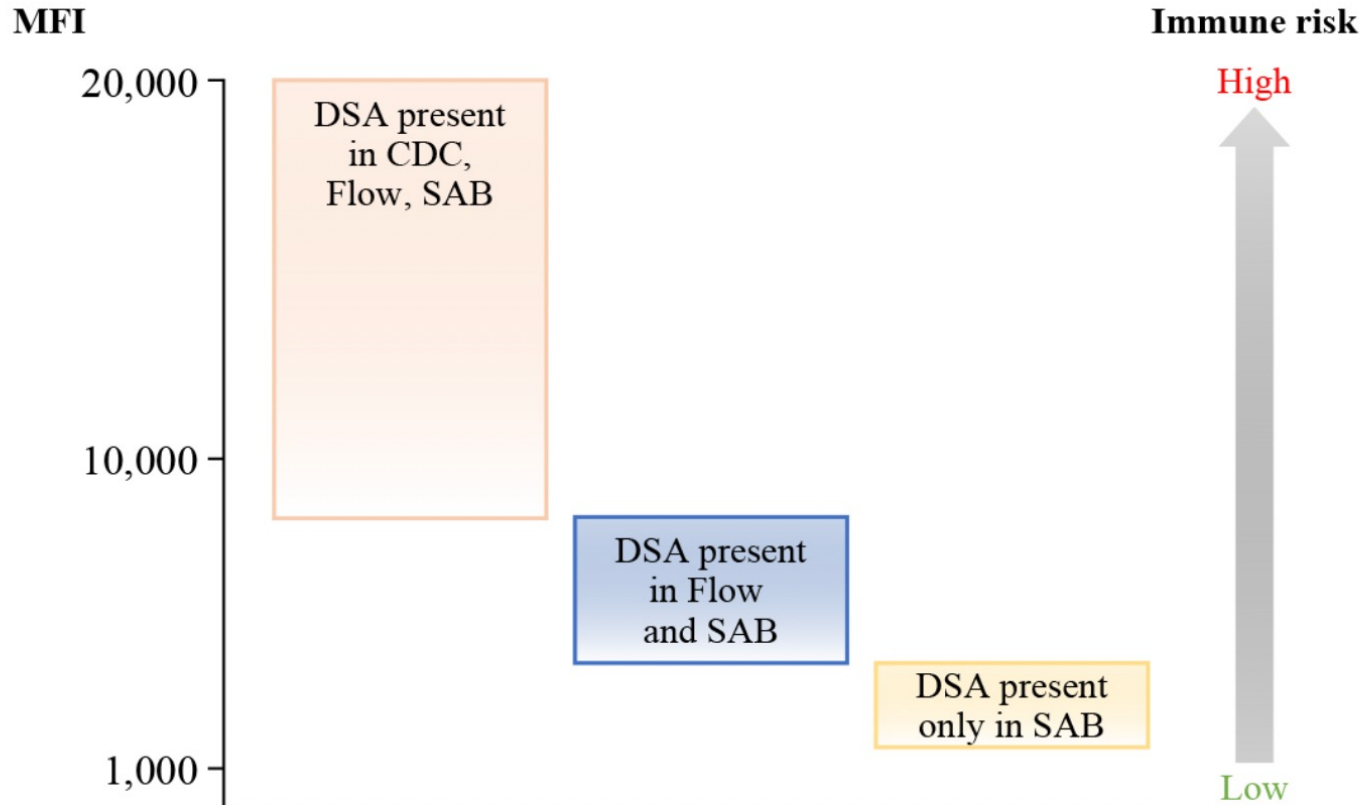 MFI
Immune risk
20,000
High
DSA present
in CDC,
Flow, SAB
10,000
DSA present
in Flow
and SAB
DSA present
only in SAB
1,000
Low